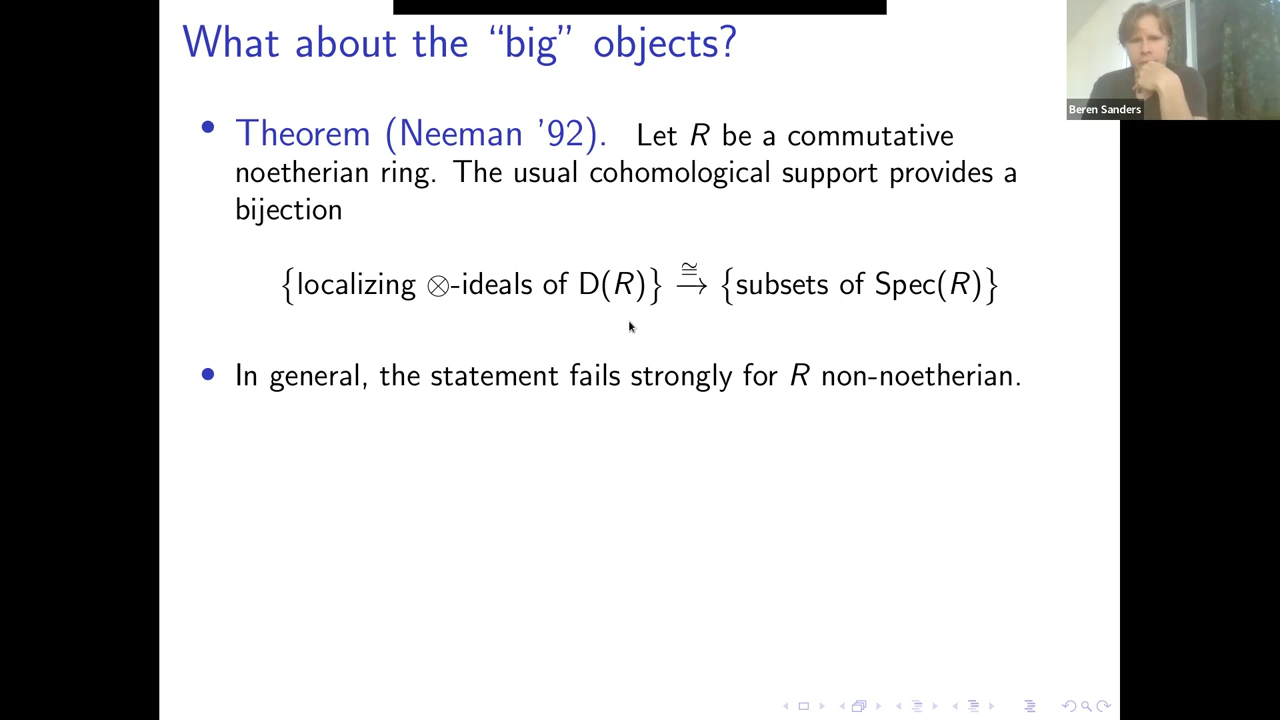 What about the “big” objects?
Beren Sanders
• Theorem (Neeman ’92). Let R be a commutative
noetherian ring. The usual cohomological support provides a
bijection
{localizing ⊗-ideals of D(R)} ≅→ {subsets of Spec(R)}
• In general, the statement fails strongly for R non-noetherian.